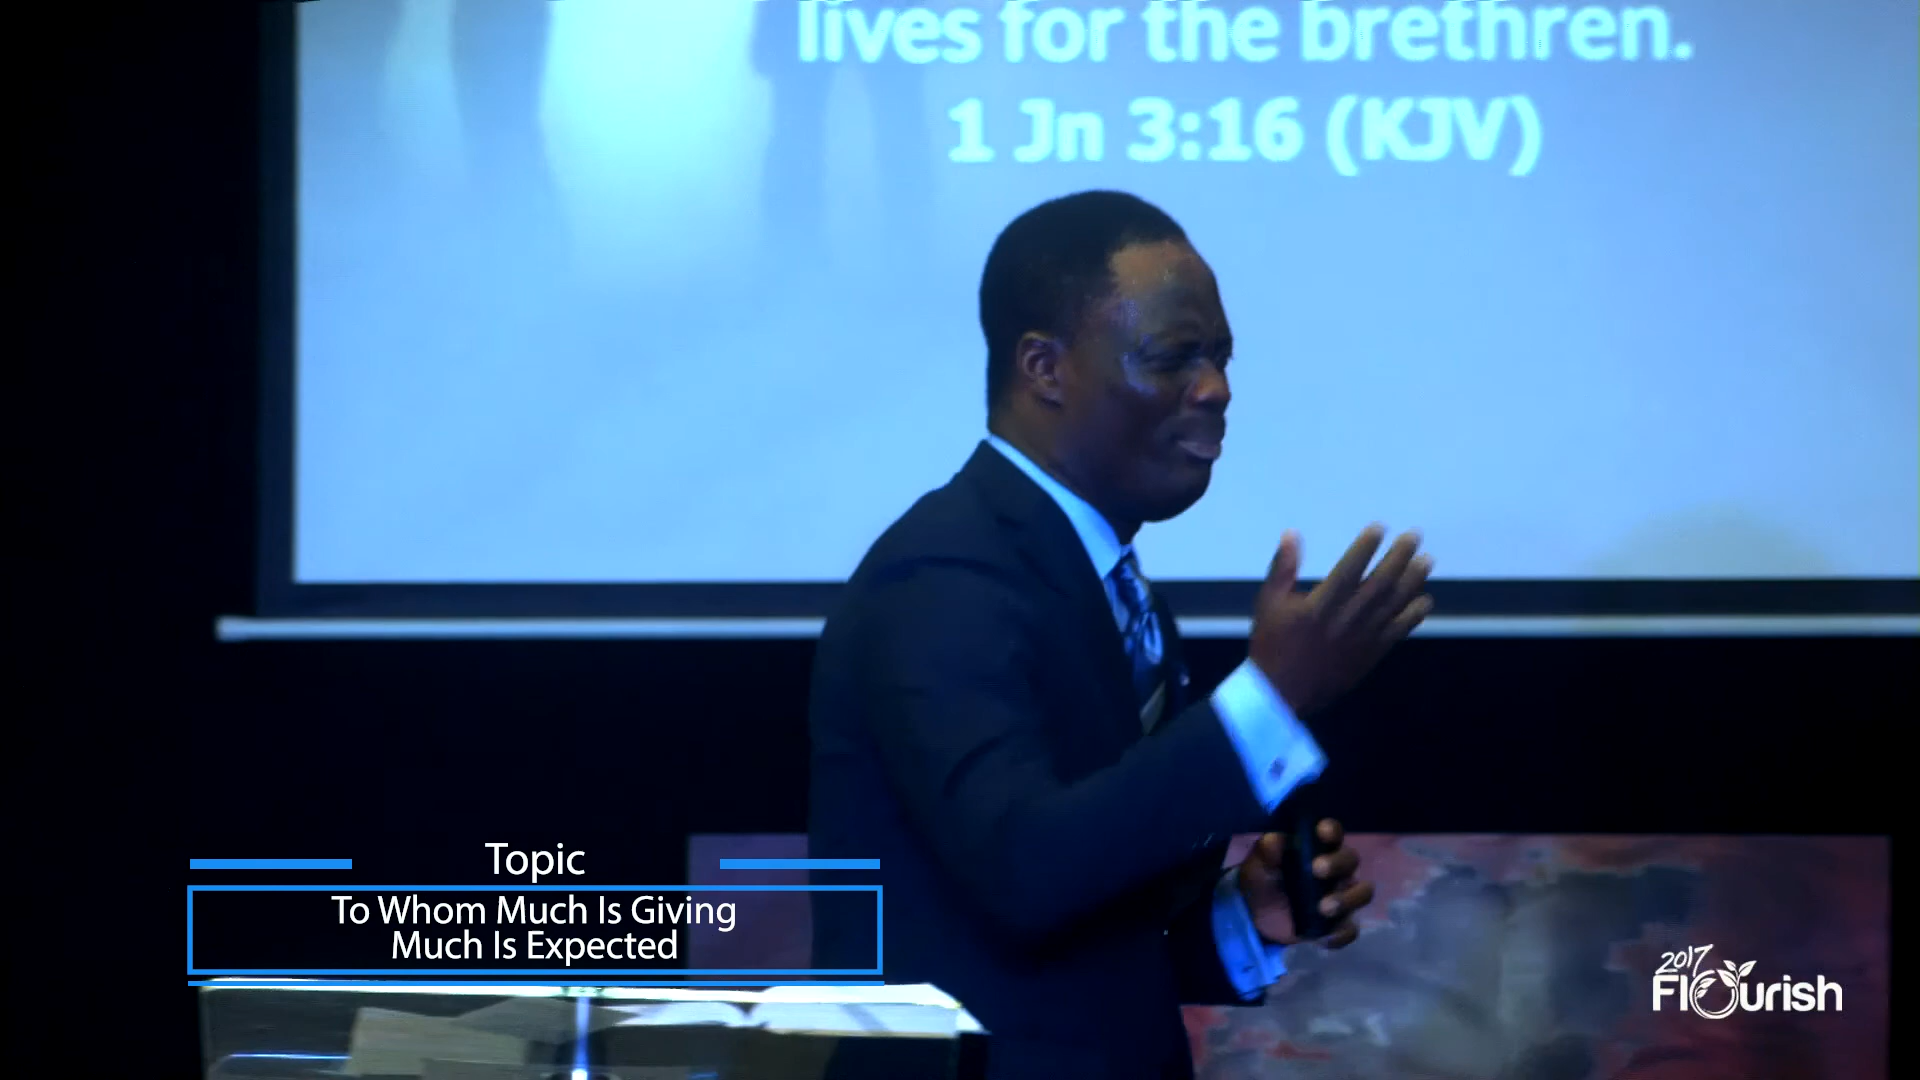 lives for the brethren.
1 Jn 3:16 (KJV)
Topic
To Whom Much Is Giving
Much Is Expected
2017
Flourish